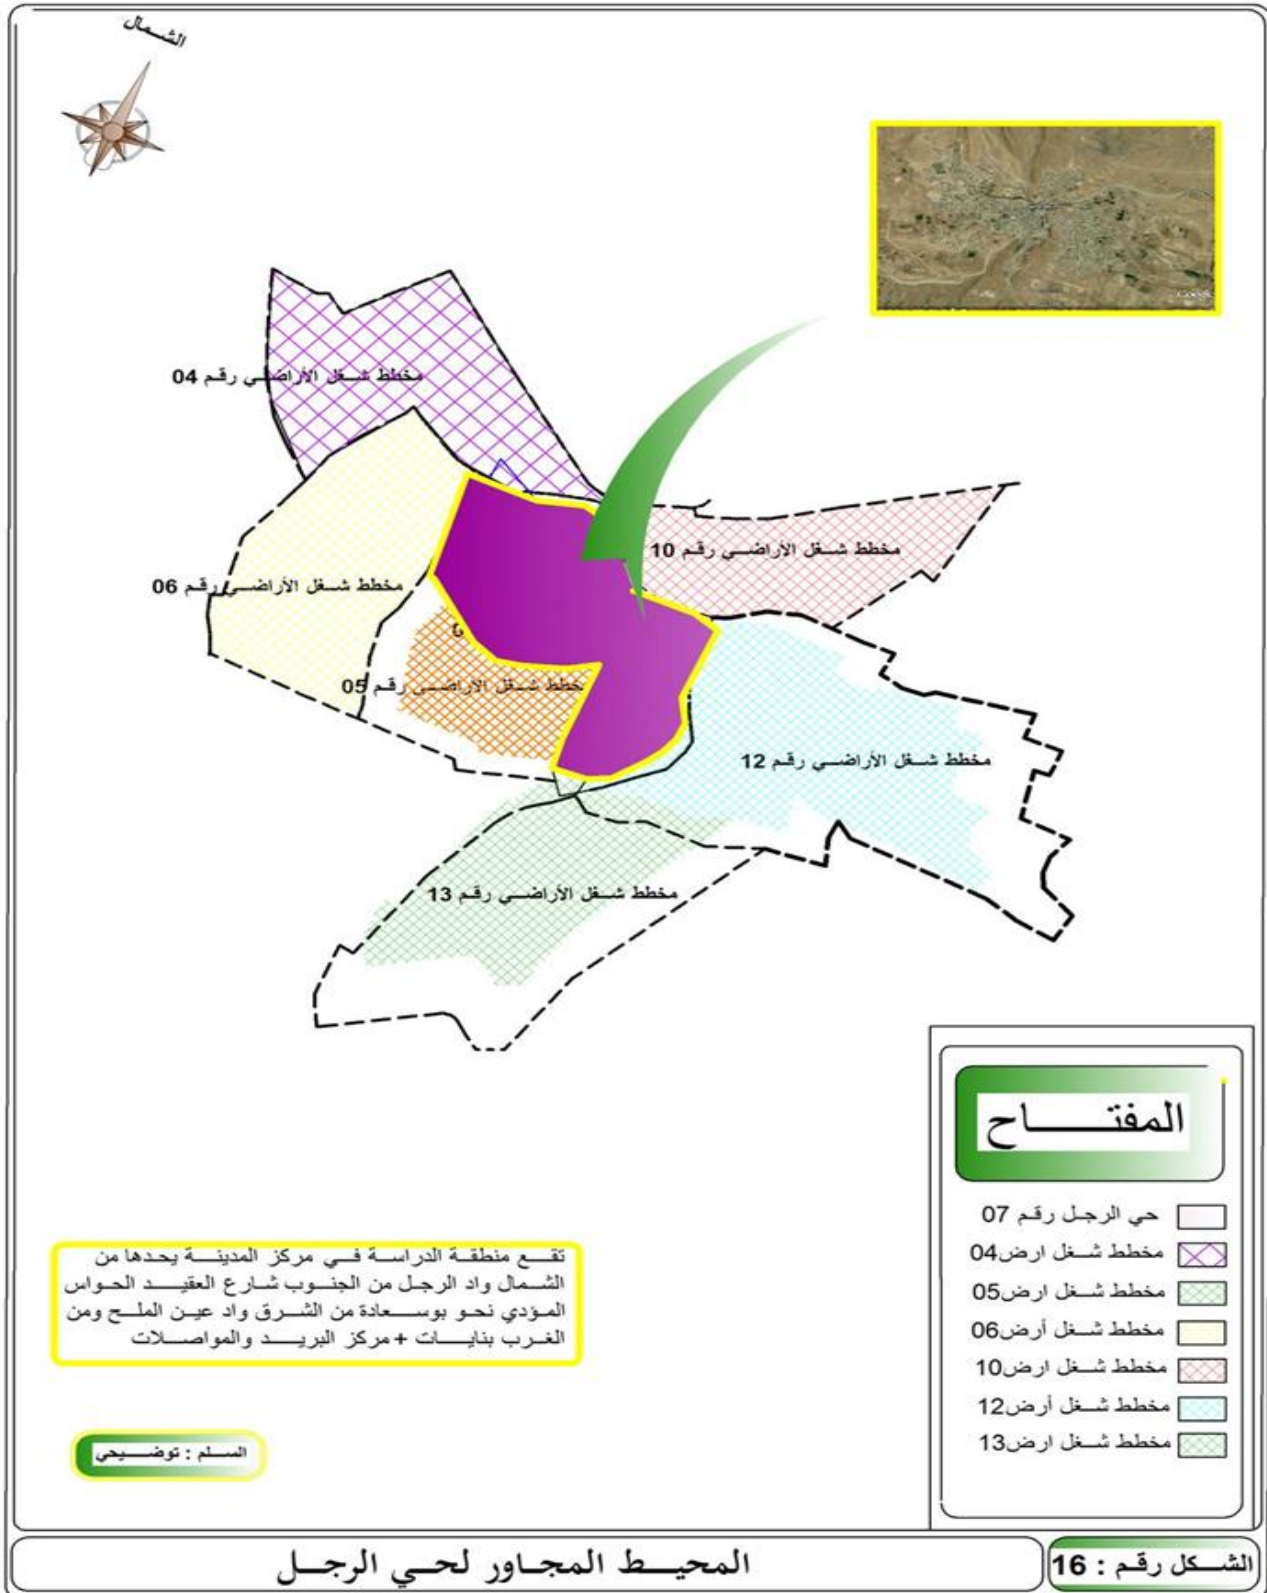 الشمال
Google
مخطط شغل الأراضي رقم 04
مخطط شغل الأراضي رقم 10
مخطط شغل الأراضي رقم 06
مخطط شغل الأراضي رقم 05
مخطط شغل الأراضي رقم 12
مخطط شغل الأراضي رقم 13
المفتاح
حي الرجل رقم 07
مخطط شغل ارض04
مخطط شغل ارض05
مخطط شغل أرض06
مخطط شغل ارض10
مخطط شغل أرض12
مخطط شغل ارض13
تقع منطقة الدراسة في مركز المدينة يحدها من
الشمال واد الرجل من الجنوب شارع العقيد الحواس
المؤدي نحو بوسعادة من الشرق واد عين الملح ومن
الغرب بنايات + مركز البريد والمواصلات
السلم : توضيحي
المحيط المجاور لحي الرجل
الشكل رقم : 16